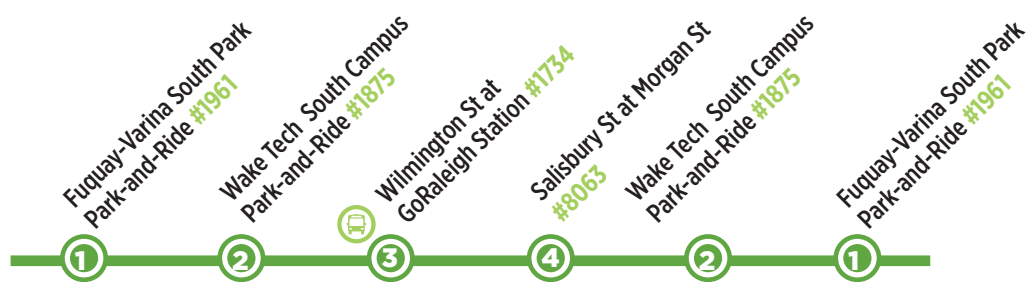 Fuquay-Varina South Park
Park-and-Ride #1961
Wake Tech  South Campus
Park-and-Ride #1875
Wilmington St at
GoRaleigh Station #1734
Salisbury St at Morgan St
#8063
Wake Tech  South Campus
Park-and-Ride #1875
Fuquay-Varina South Park
Park-and-Ride #1961
1 2 3 4 2 1